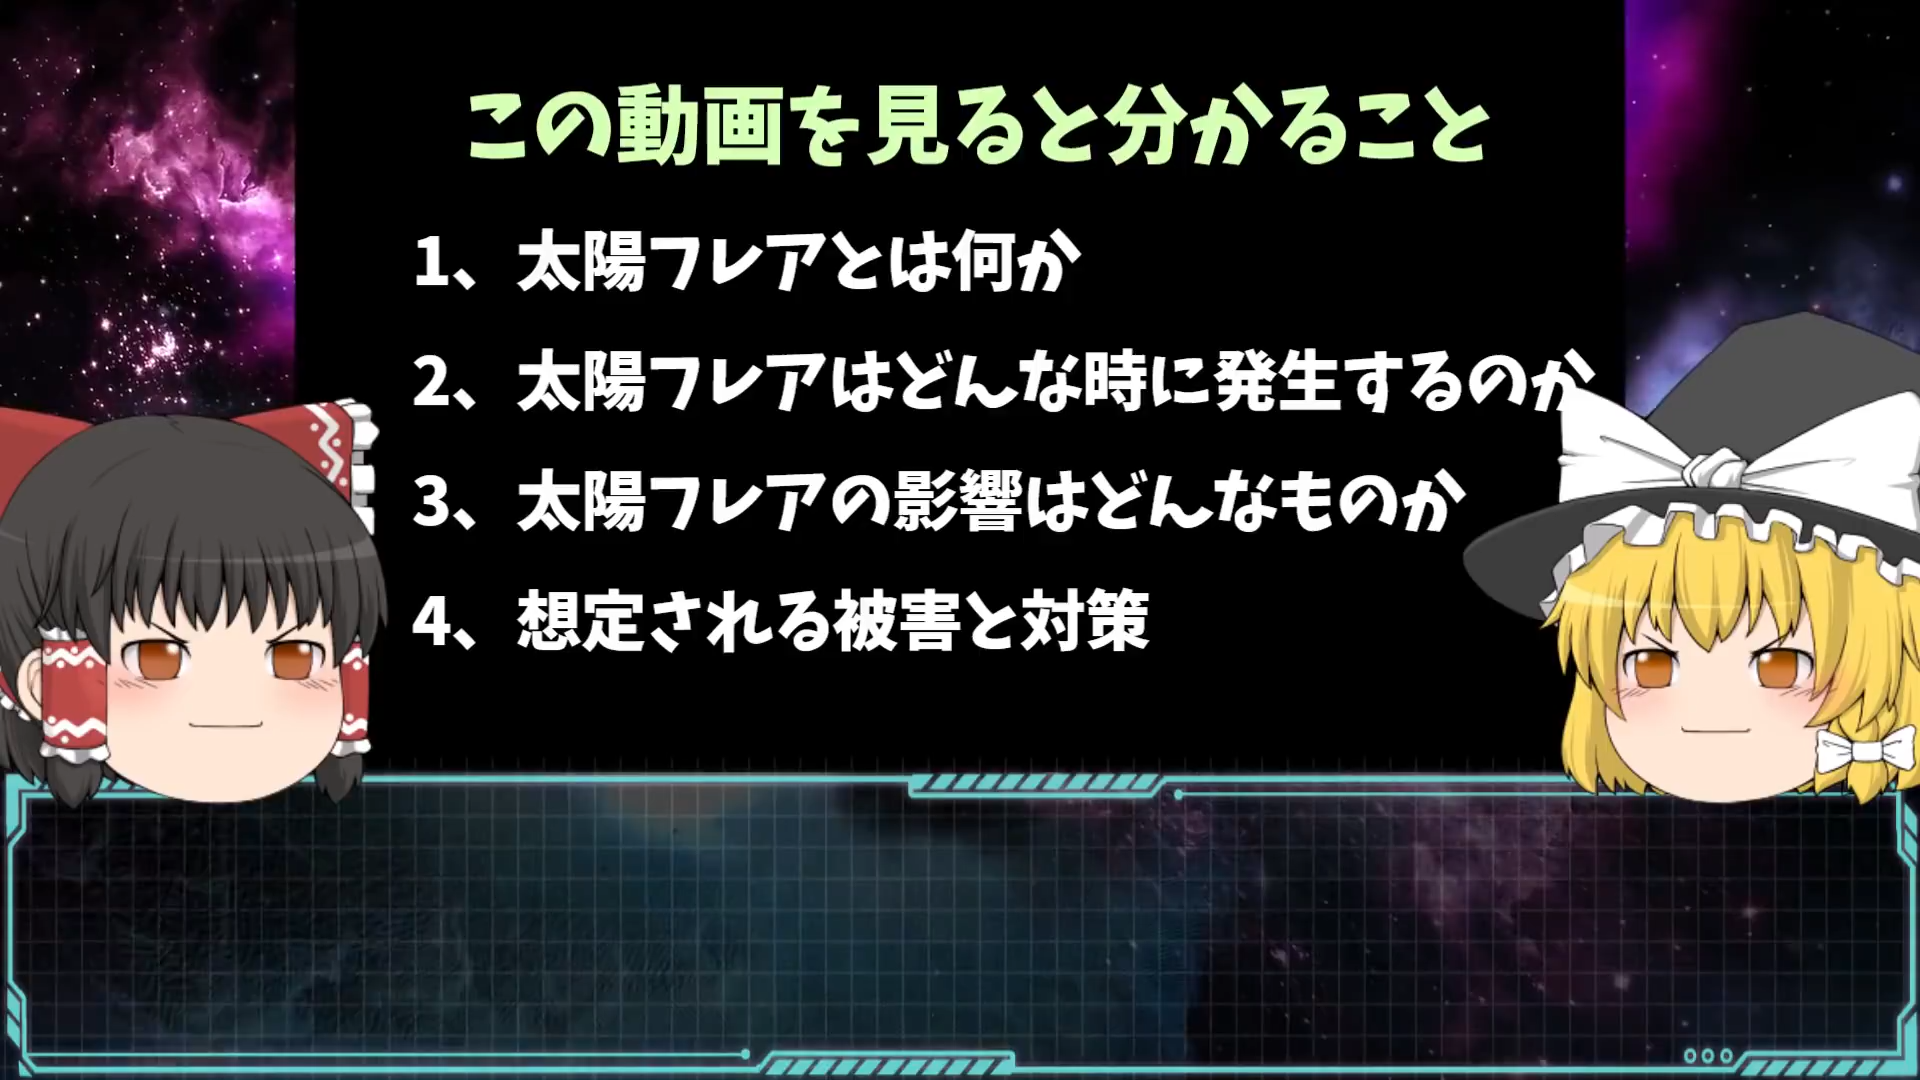 この動画を見ると分かること
1、太陽フレアとは何か
2、太陽フレアはどんな時に発生するのか
3、太陽フレアの影響はどんなものか
4、想定される被害と対策